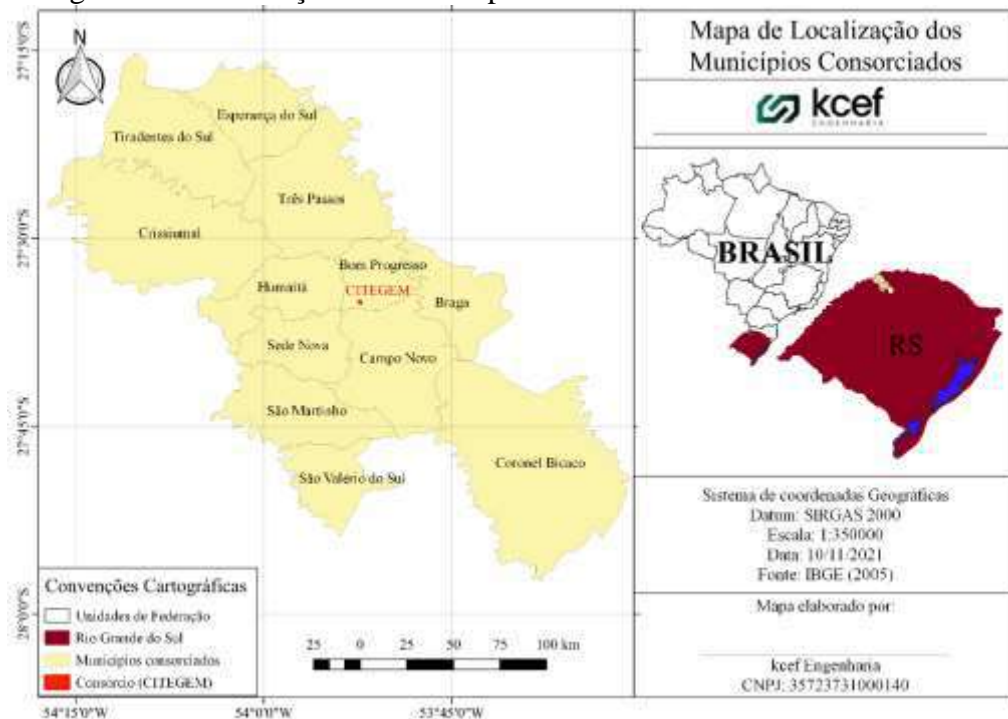 Mapa de Localização dos
Municípios Consorciados
kcef
ENGENHARIA
N
27°15'0"S
27°30'0"S
27°45'0"S
28°0'0"S
54°15'0"W
54°0'0"W
53°45'0"W
Esperança do Sul
Tiradentes do Sul
Três Passos
Crissiumal
Bom Progresso
Humaitá
CITEGEM
Braga
Sede Nova
Campo Novo
São Martinho
Coronel Bicaco
São Valério do Sul
BRASIL
RS
Convenções Cartográficas
Unidades de Federação
Rio Grande do Sul
Municípios consorciados
Consórcio (CITEGEM)
25 0 25 50 75 100 km
Sistema de coordenadas Geográficas
Datum: SIRGAS 2000
Escala: 1:350000
Data: 10/11/2021
Fonte: IBGE (2005)
Mapa elaborado por:
kcef Engenharia
CNPJ: 35723731000140